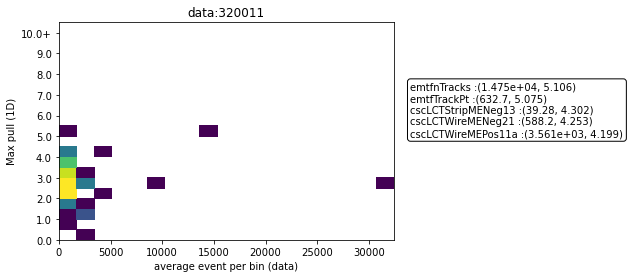 data:320011
10.0+
9.0
8.0
7.0
6.0
5.0
4.0
3.0
2.0
1.0
0.0
Max pull (1D)
0 5000 10000 15000 20000 25000 30000
average event per bin (data)
emtfnTracks :(1.475e+04, 5.106)
emtfTrackPt :(632.7, 5.075)
cscLCTStripMENeg13 :(39.28, 4.302)
cscLCTWireMENeg21 :(588.2, 4.253)
cscLCTWireMEPos11a :(3.561e+03, 4.199)